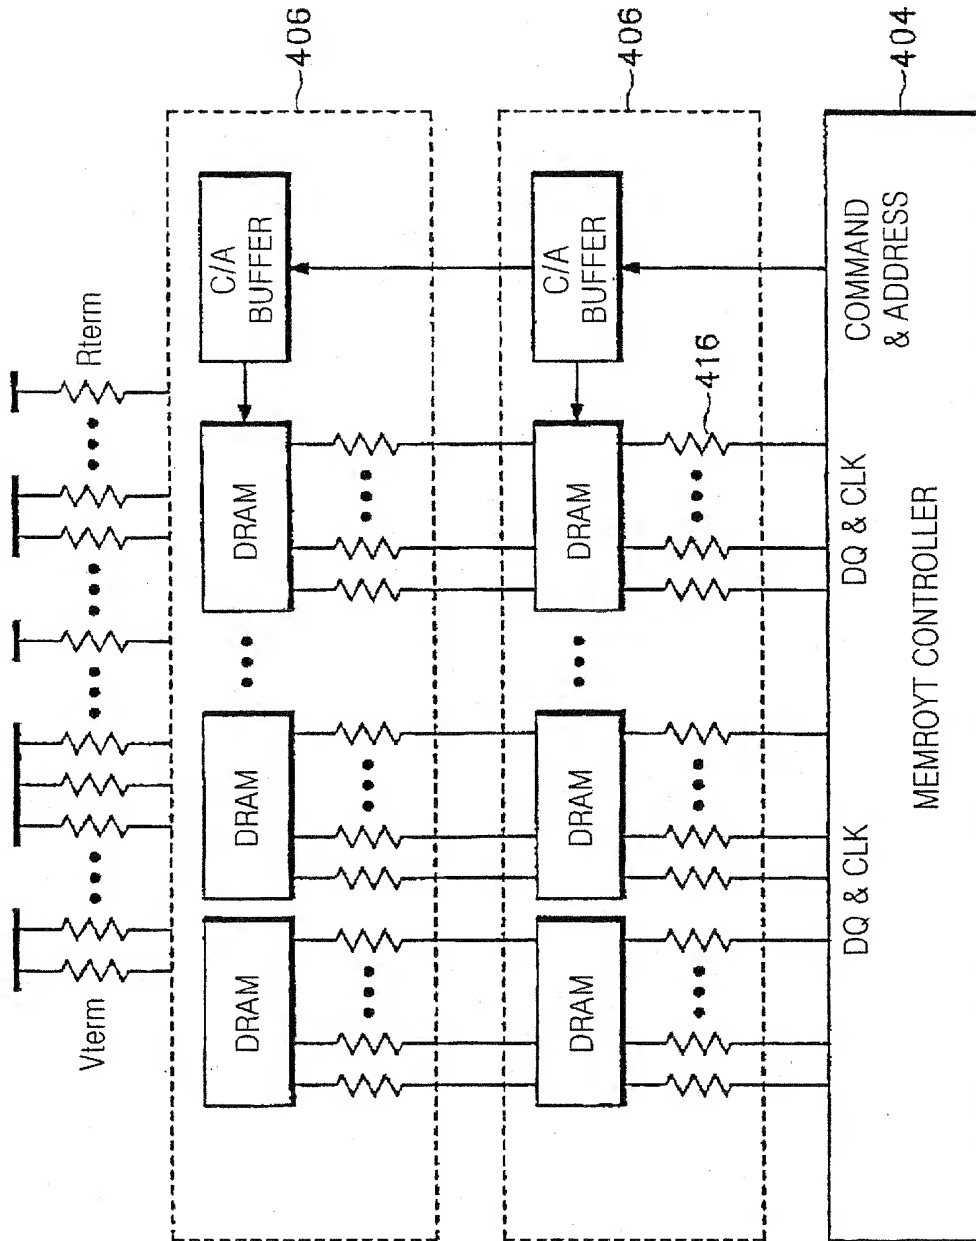 Vterm
Rterm
DRAM
DRAM
DRAM
C/A
BUFFER
406
DRAM
DRAM
DRAM
C/A
BUFFER
406
416
DQ & CLK
DQ & CLK
COMMAND
& ADDRESS
MEMROYT CONTROLLER
404